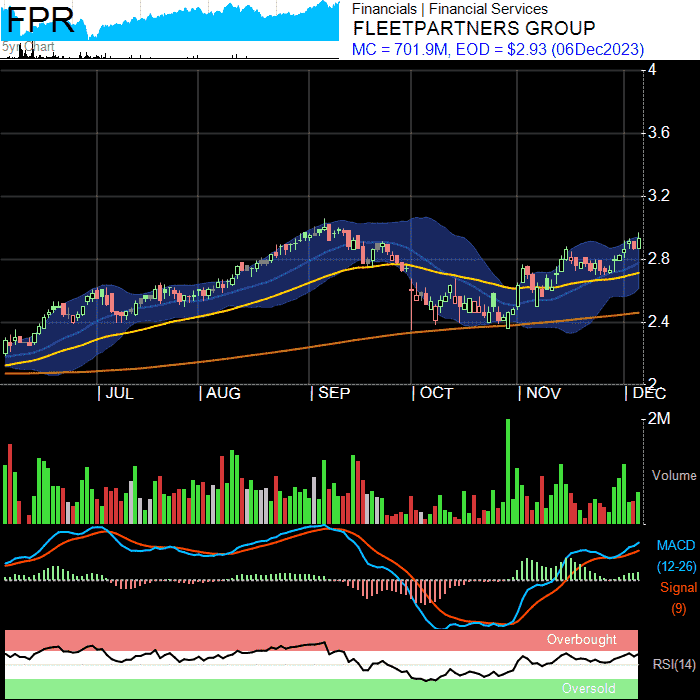 FPR
5yr Chart
Financials | Financial Services
FLEETPARTNERS GROUP
MC = 701.9M, EOD = $2.93 (06Dec2023)
4
3.6
3.2
2.8
2.4
2
| JUL | AUG | SEP | OCT | NOV | DEC
2M
Volume
MACD
(12-26)
Signal
(9)
Overbought
RSI(14)
Oversold